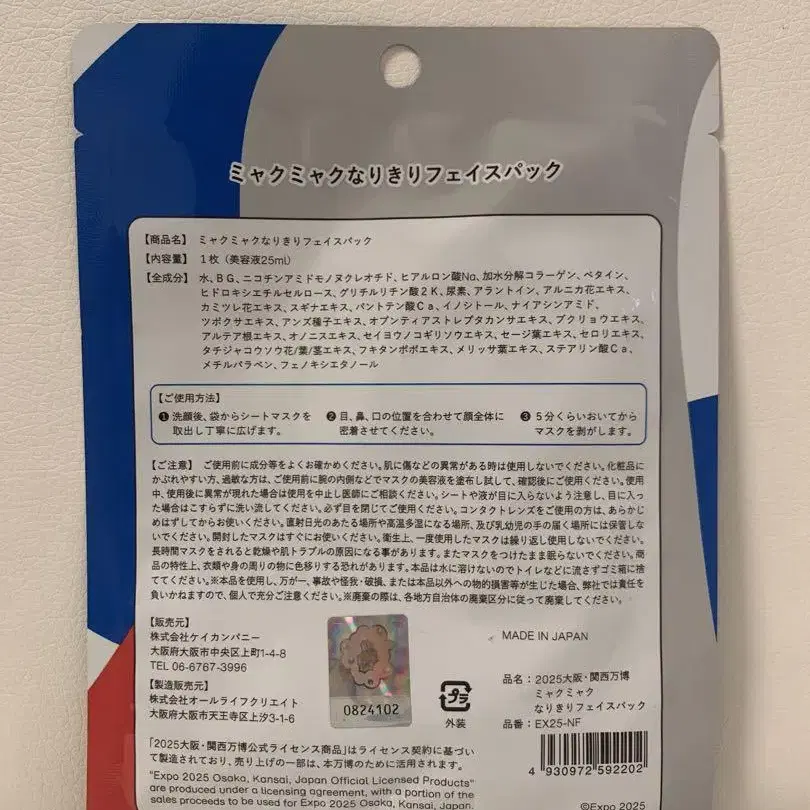 ミャクミャクなりきりフェイスパック
【商品名】 ミャクミャクなりきりフェイスパック
【内容量】 1枚（美容液25ml）
【全成分】 水、BG、ニコチンアミドモノヌクレオチド、ヒアルロン酸Na、加水分解コラーゲン、ベタイン、
ヒドロキシエチルセルロース、グリチルリチン酸2K、尿素、アラントイン、アルニカ花エキス、
カミツレ花エキス、スギナエキス、パントテン酸Ca、イノシトール、ナイアシンアミド、
ツボクサエキス、アンズ種子エキス、オプンティアストレプタカンサエキス、ブクリョウエキス、
アルテア根エキス、オノニスエキス、セイヨウノコギリソウエキス、セージ葉エキス、セロリエキス、
タチジャコウソウ花/葉/茎エキス、フキタンポポエキス、メリッサ葉エキス、ステアリン酸Ca、
メチルパラベン、フェノキシエタノール
【ご使用方法】
❶ 洗顔後、袋からシートマスクを
取出し丁寧に広げます。
❷ 目、鼻、口の位置を合わせて顔全体に
密着させてください。
❸ 5分くらいおいてから
マスクを剥がします。
【ご注意】 ご使用前に成分等をよくお確かめください。肌に傷などの異常がある時は使用しないでください。化粧品に
かぶれやすい方、過敏な方は、ご使用前に腕の内側などでマスクの美容液を塗布し試して、確認後にご使用ください。使用
中、使用後に異常が現れた場合は使用を中止し医師にご相談ください。シートや液が目に入らないよう注意し、目に入っ
た場合はこすらずに洗い流してください。必ず目を閉じてご使用ください。コンタクトレンズをご使用の方は、あらかじ
めはずしてからお使いください。直射日光のあたる場所や高温多湿になる場所、及び乳幼児の手の届く場所には保管しな
いでください。開封したマスクはすぐにお使いください。衛生上、一度使用したマスクは繰り返し使用しないでください。
長時間マスクをされると乾燥や肌トラブルの原因になる事があります。またマスクをつけたまま眠らないでください。商
品の特性上、衣類や身の周りの物に色移りする恐れがあります。本品は水に溶けないのでトイレなどに流さずゴミ箱に捨
ててください。※本品を使用し、万が一、事故や怪我・破損、または本品以外への物的損害等が生じた場合、弊社では責任を
負いかねますので、個人で充分ご注意ください。※廃棄の際は、各地方自治体の廃棄区分に従って廃棄してください。
【販売元】
株式会社ケイカンパニー
大阪府大阪市中央区上町1-4-8
TEL 06-6767-3996
【製造販売元】
株式会社オールライフクリエイト
大阪府大阪市天王寺区上汐3-1-6
0824102
プラ
外装
MADE IN JAPAN
品名：2025大阪・関西万博
ミャクミャク
なりきりフェイスパック
品番：EX25-NF
4 930972 592202
「2025大阪・関西万博公式ライセンス商品」はライセンス契約に基づい
て製造されており、売り上げの一部は、本万博のために活用されます。
"Expo 2025 Osaka, Kansai, Japan Official Licensed Products"
are produced under a licensing agreement, with a portion of the
sales proceeds to be used for Expo 2025 Osaka, Kansai, Japan.
©Expo 2025